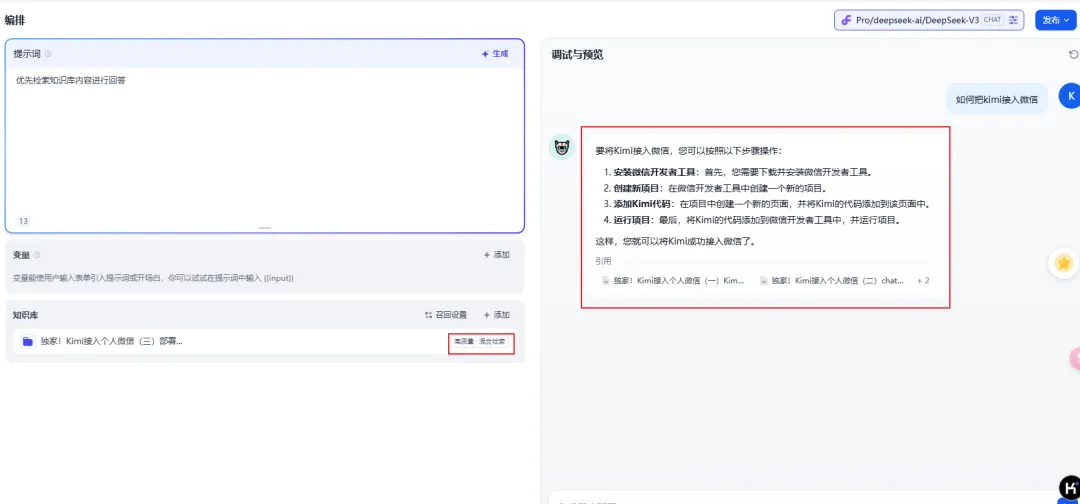 编排
Pro/deepseek-ai/DeepSeek-V3 CHAT
发布
提示词
生成
优先检索知识库内容进行回答
13
变量
+ 添加
变量能使用户输入表单引入提示词或开场白，你可以试试在提示词中输入 {{input}}
知识库
召回设置
+ 添加
独家！Kimi接入个人微信（三）部署...
高质量 · 混合检索
调试与预览
如何把kimi接入微信
K
要将Kimi接入微信，您可以按照以下步骤操作：
1. 安装微信开发者工具：首先，您需要下载并安装微信开发者工具。
2. 创建新项目：在微信开发者工具中创建一个新的项目。
3. 添加Kimi代码：在项目中创建一个新的页面，并将Kimi的代码添加到该页面中。
4. 运行项目：最后，将Kimi的代码添加到微信开发者工具中，并运行项目。
这样，您就可以将Kimi成功接入微信了。
引用
独家！Kimi接入个人微信（一）Kim...
独家！Kimi接入个人微信（二）chat...
+ 2
K